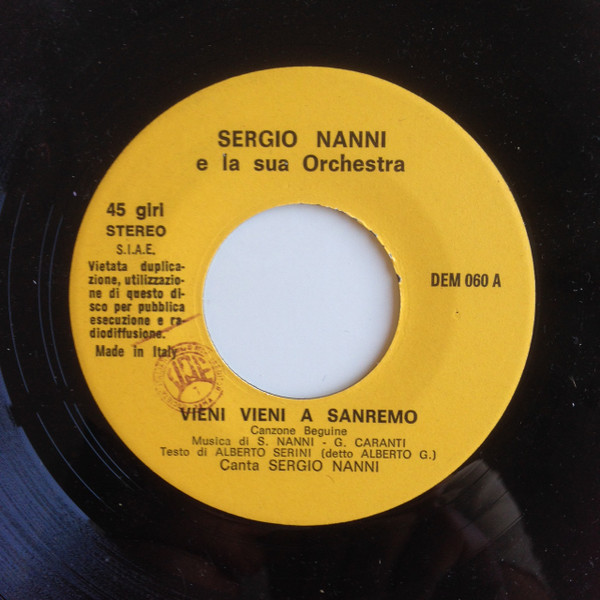 SERGIO NANNI
e la sua Orchestra
45 giri
STEREO
S.I.A.E.
Vietata duplica-
zione, utilizzazio-
ne di questo di-
sco per pubblica
esecuzione e ra-
diodiffusione.
Made in Italy
DEM 060 A
VIENI VIENI A SANREMO
Canzone Beguine
Musica di S. NANNI - G. CARANTI
Testo di ALBERTO SERINI (detto ALBERTO G.)
Canta SERGIO NANNI